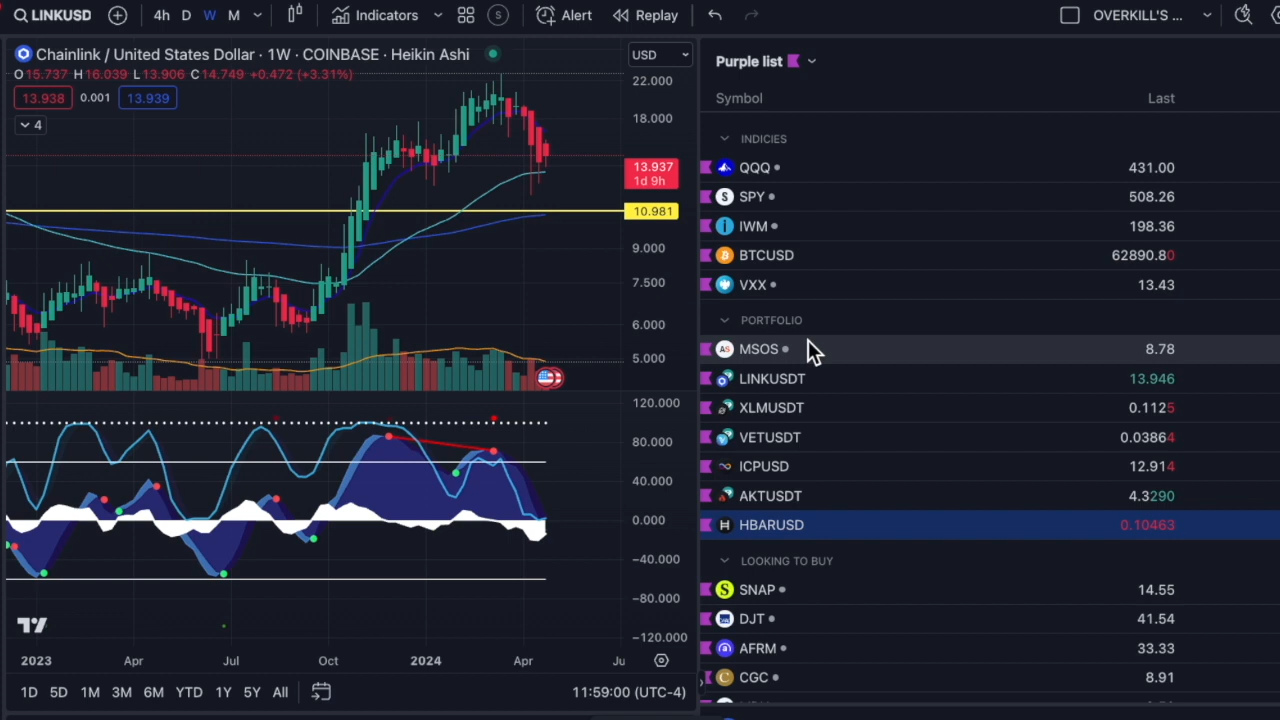 LINKUSD 4h D W M Indicators S Alert Replay OVERKILL'S ...
Chainlink / United States Dollar · 1W · COINBASE · Heikin Ashi
O15.737 H16.039 L13.906 C14.749 +0.472 (+3.31%)
13.938 0.001 13.939
4
USD
22.000
18.000
13.937
1d 9h
10.981
9.000
7.500
6.000
5.000
120.000
80.000
40.000
0.000
−40.000
−80.000
−120.000
2023 Apr Jul Oct 2024 Apr Ju
1D 5D 1M 3M 6M YTD 1Y 5Y All 11:59:00 (UTC-4)
Purple list
Symbol Last
INDICIES
QQQ 431.00
SPY 508.26
IWM 198.36
BTCUSD 62890.80
VXX 13.43
PORTFOLIO
MSOS 8.78
LINKUSDT 13.946
XLMUSDT 0.1125
VETUSDT 0.03864
ICPUSD 12.914
AKTUSDT 4.3290
HBARUSD 0.10463
LOOKING TO BUY
SNAP 14.55
DJT 41.54
AFRM 33.33
CGC 8.91